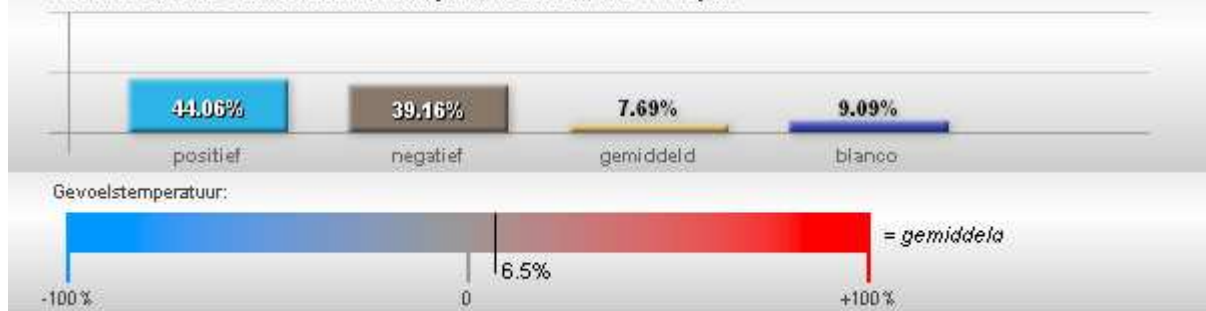 44.06% 39.16% 7.69% 9.09%
positief negatief gemiddeld blanco
Gevoelstemperatuur:
= gemiddeld
6.5%
-100% 0 +100%